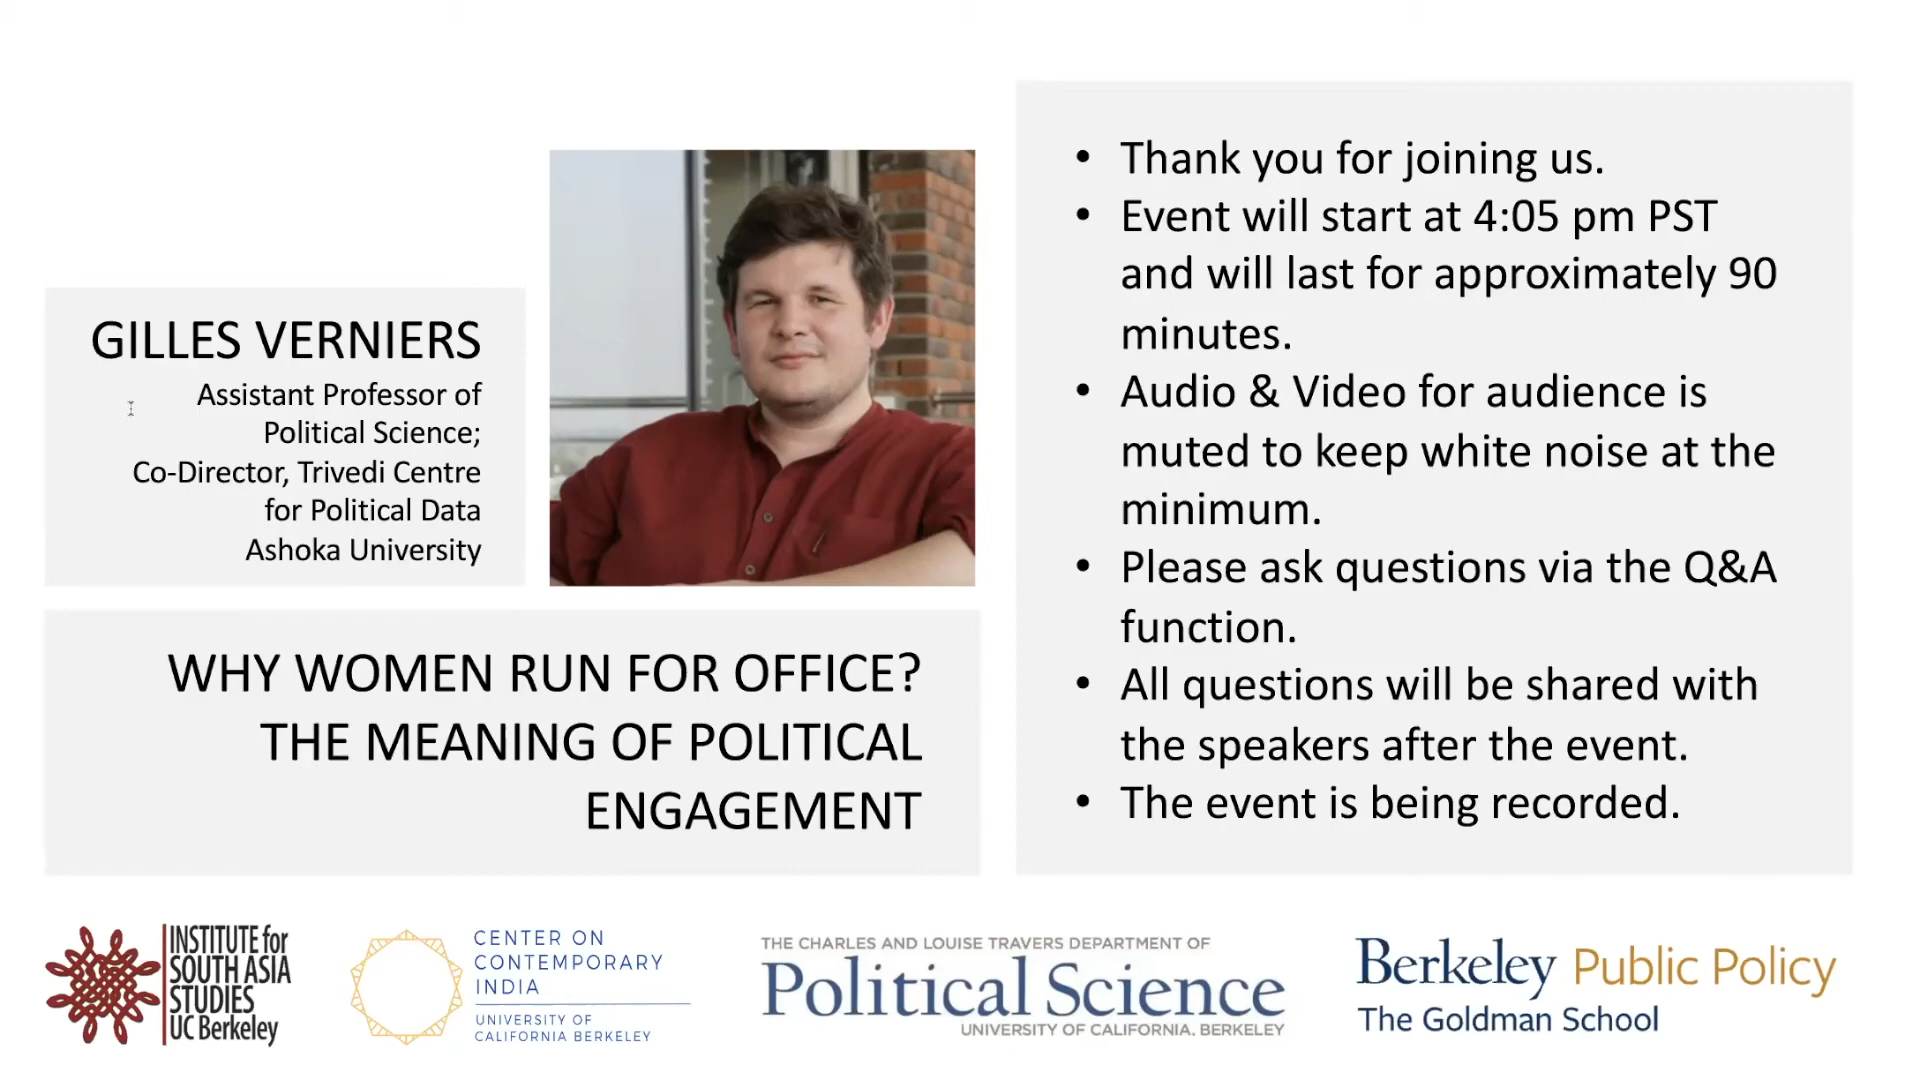 GILLES VERNIERS
Assistant Professor of
Political Science;
Co-Director, Trivedi Centre
for Political Data
Ashoka University
WHY WOMEN RUN FOR OFFICE?
THE MEANING OF POLITICAL
ENGAGEMENT
• Thank you for joining us.
• Event will start at 4:05 pm PST
and will last for approximately 90
minutes.
• Audio & Video for audience is
muted to keep white noise at the
minimum.
• Please ask questions via the Q&A
function.
• All questions will be shared with
the speakers after the event.
• The event is being recorded.
INSTITUTE for
SOUTH ASIA
STUDIES
UC Berkeley
CENTER ON
CONTEMPORARY
INDIA
UNIVERSITY OF
CALIFORNIA BERKELEY
THE CHARLES AND LOUISE TRAVERS DEPARTMENT OF
Political Science
UNIVERSITY OF CALIFORNIA, BERKELEY
Berkeley Public Policy
The Goldman School